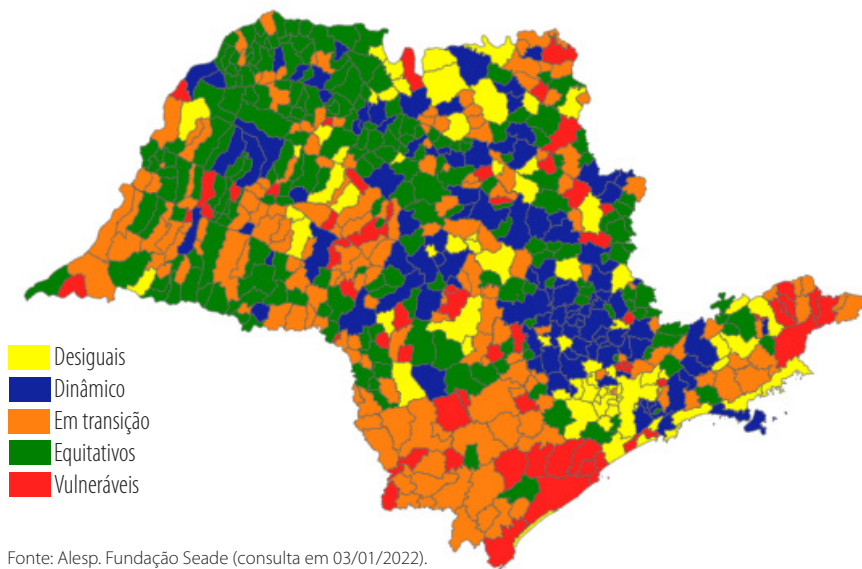 Desiguais
Dinâmico
Em transição
Equitativos
Vulneráveis
Fonte: Alesp. Fundação Seade (consulta em 03/01/2022).